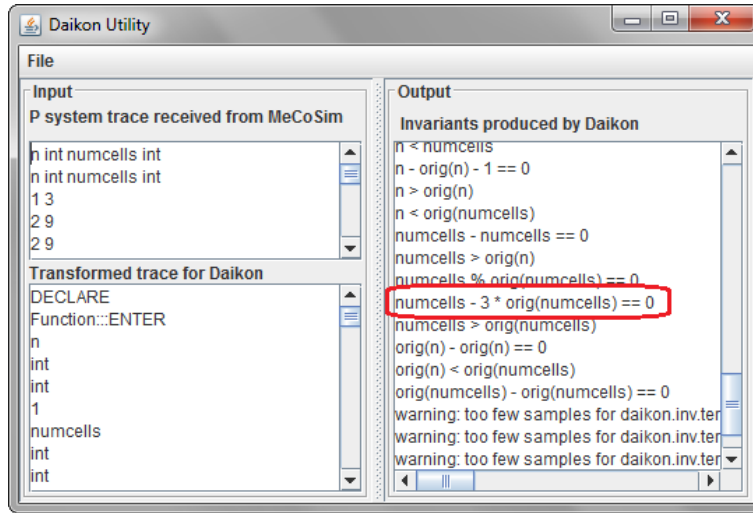 Daikon Utility
File
Input
P system trace received from MeCoSim
n int numcells int
n int numcells int
1 3
2 9
2 9
Transformed trace for Daikon
DECLARE
Function:::ENTER
n
int
int
1
numcells
int
int
Output
Invariants produced by Daikon
n < numcells
n - orig(n) - 1 == 0
n > orig(n)
n < orig(numcells)
numcells - numcells == 0
numcells > orig(n)
numcells % orig(numcells) == 0
numcells - 3 * orig(numcells) == 0
numcells > orig(numcells)
orig(n) - orig(n) == 0
orig(n) < orig(numcells)
orig(numcells) - orig(numcells) == 0
warning: too few samples for daikon.inv.ter
warning: too few samples for daikon.inv.ter
warning: too few samples for daikon.inv.ter